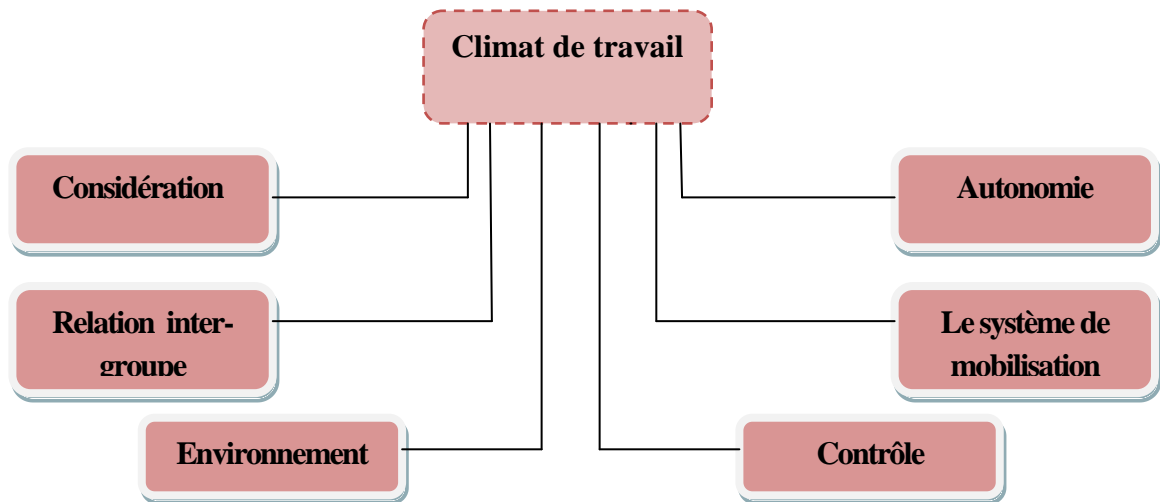 Climat de travail
Considération
Autonomie
Relation inter-
groupe
Le système de
mobilisation
Environnement
Contrôle